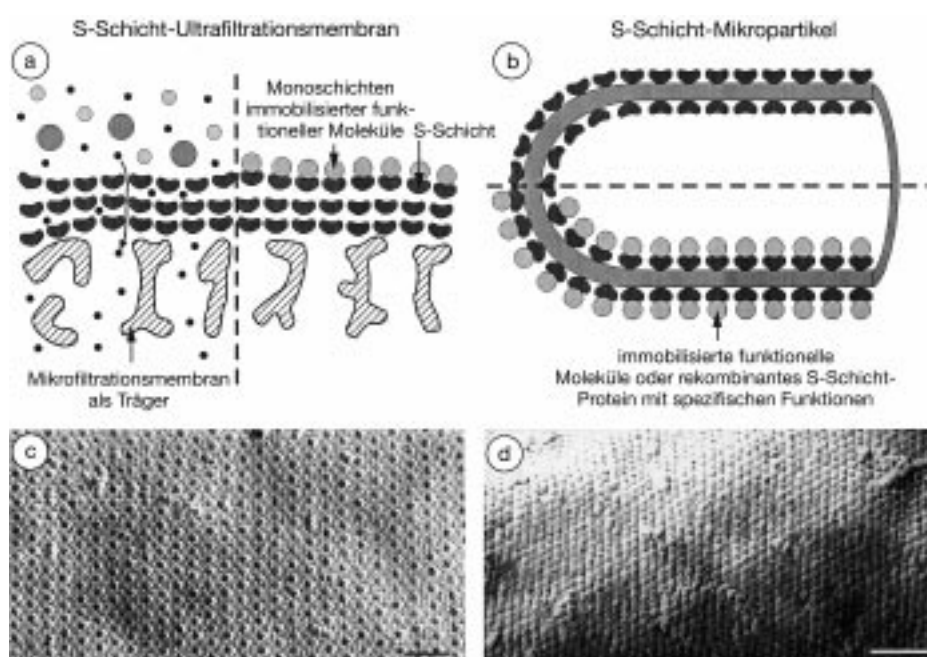 S-Schicht-Ultrafiltrationsmembran
a
Monoschichten
immobilisierter funk-
tioneller Moleküle
S-Schicht
Mikrofiltrationsmembran
als Träger
S-Schicht-Mikropartikel
b
immobilisierte funktionelle
Moleküle oder rekombinantes S-Schicht-
Protein mit spezifischen Funktionen
c
d